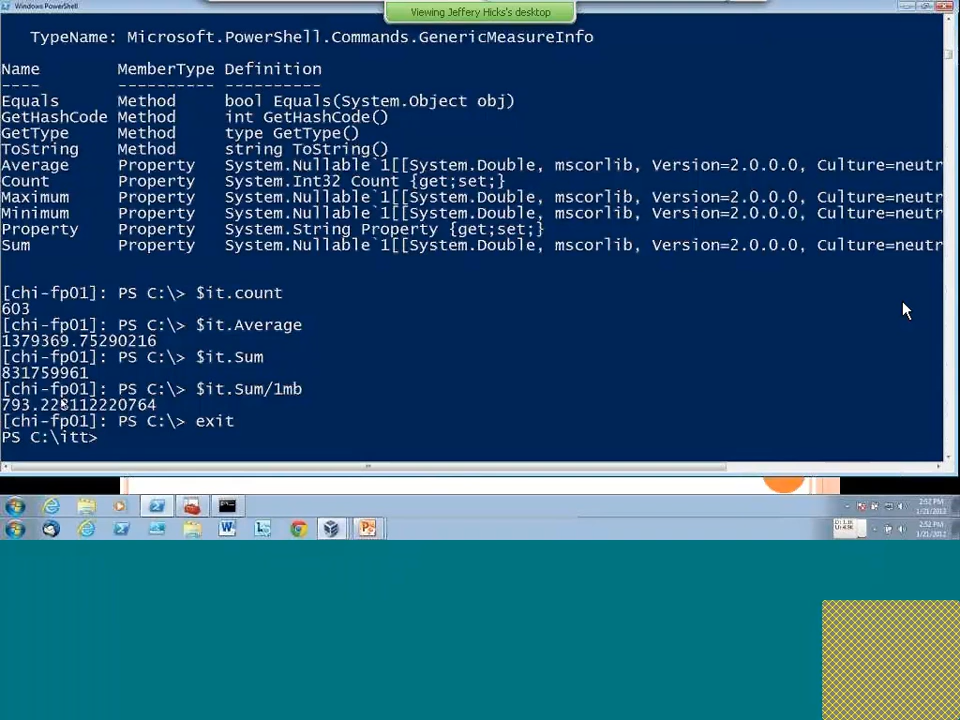 Windows PowerShell
Viewing Jeffery Hicks's desktop
TypeName: Microsoft.PowerShell.Commands.GenericMeasureInfo
Name MemberType Definition
---- ---------- ----------
Equals Method bool Equals(System.Object obj)
GetHashCode Method int GetHashCode()
GetType Method type GetType()
ToString Method string ToString()
Average Property System.Nullable`1[[System.Double, mscorlib, Version=2.0.0.0, Culture=neutr
Count Property System.Int32 Count {get;set;}
Maximum Property System.Nullable`1[[System.Double, mscorlib, Version=2.0.0.0, Culture=neutr
Minimum Property System.Nullable`1[[System.Double, mscorlib, Version=2.0.0.0, Culture=neutr
Property Property System.String Property {get;set;}
Sum Property System.Nullable`1[[System.Double, mscorlib, Version=2.0.0.0, Culture=neutr
[chi-fp01]: PS C:\> $it.count
603
[chi-fp01]: PS C:\> $it.Average
1379369.75290216
[chi-fp01]: PS C:\> $it.Sum
831759961
[chi-fp01]: PS C:\> $it.Sum/1mb
793.228112220764
[chi-fp01]: PS C:\> exit
PS C:\itt>
2:52 PM
2:52 PM